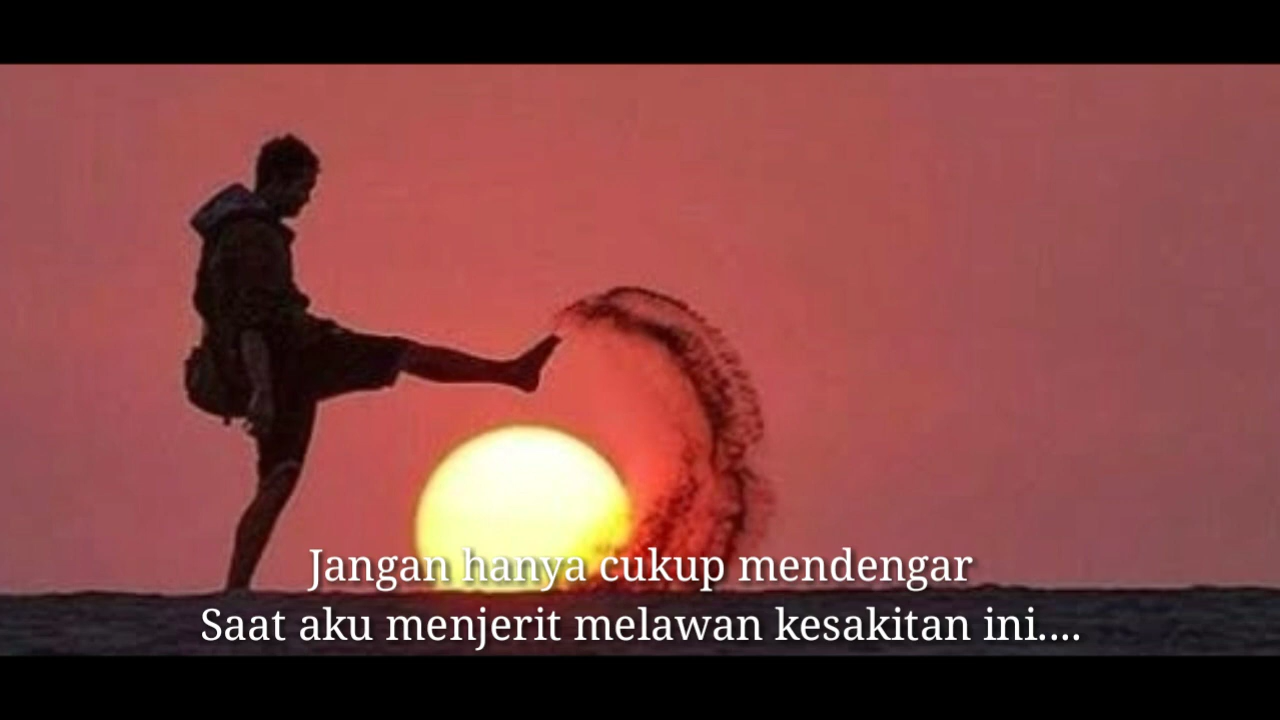 Jangan hanya cukup mendengar
Saat aku menjerit melawan kesakitan ini....